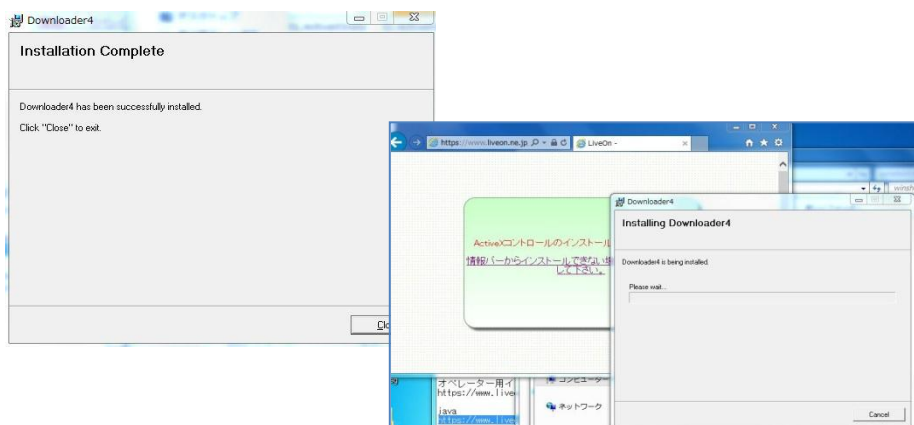 Downloader4
Installation Complete
Downloader4 has been successfully installed.
Click "Close" to exit.
https://www.liveon.ne.jp
LiveOn -
Downloader4
Installing Downloader4
ActiveXコントロールのインストール
情報バーからインストールできない
して下さい。
Downloader4 is being installed.
Please wait...
オペレーター用イ
https://www.live
java
https://www.live
コンピューター
ネットワーク
Cancel